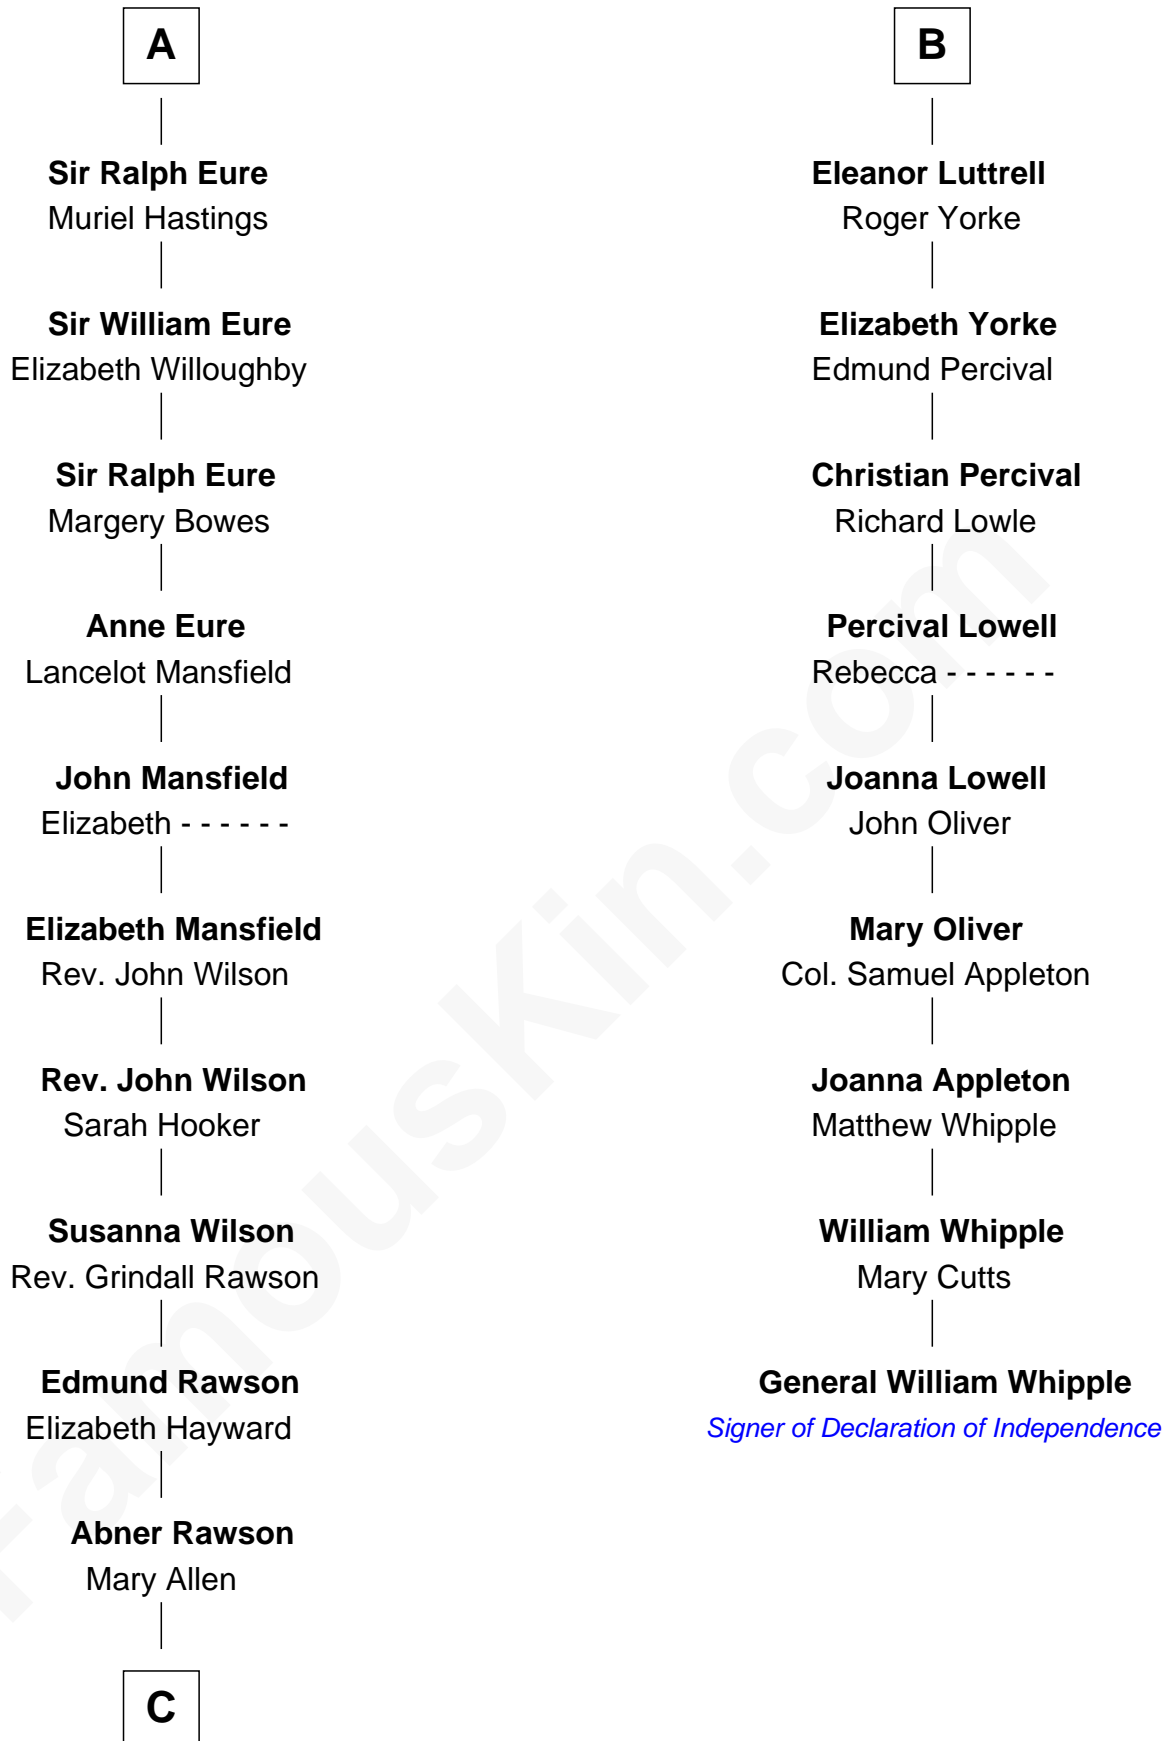 A
Sir Ralph Eure
Muriel Hastings
Sir William Eure
Elizabeth Willoughby
Sir Ralph Eure
Margery Bowes
Anne Eure
Lancelot Mansfield
John Mansfield
Elizabeth - - - - - -
Elizabeth Mansfield
Rev. John Wilson
Rev. John Wilson
Sarah Hooker
Susanna Wilson
Rev. Grindall Rawson
Edmund Rawson
Elizabeth Hayward
Abner Rawson
Mary Allen
C
B
Eleanor Luttrell
Roger Yorke
Elizabeth Yorke
Edmund Percival
Christian Percival
Richard Lowle
Percival Lowell
Rebecca - - - - - -
Joanna Lowell
John Oliver
Mary Oliver
Col. Samuel Appleton
Joanna Appleton
Matthew Whipple
William Whipple
Mary Cutts
General William Whipple
Signer of Declaration of Independence
FamousKin.com